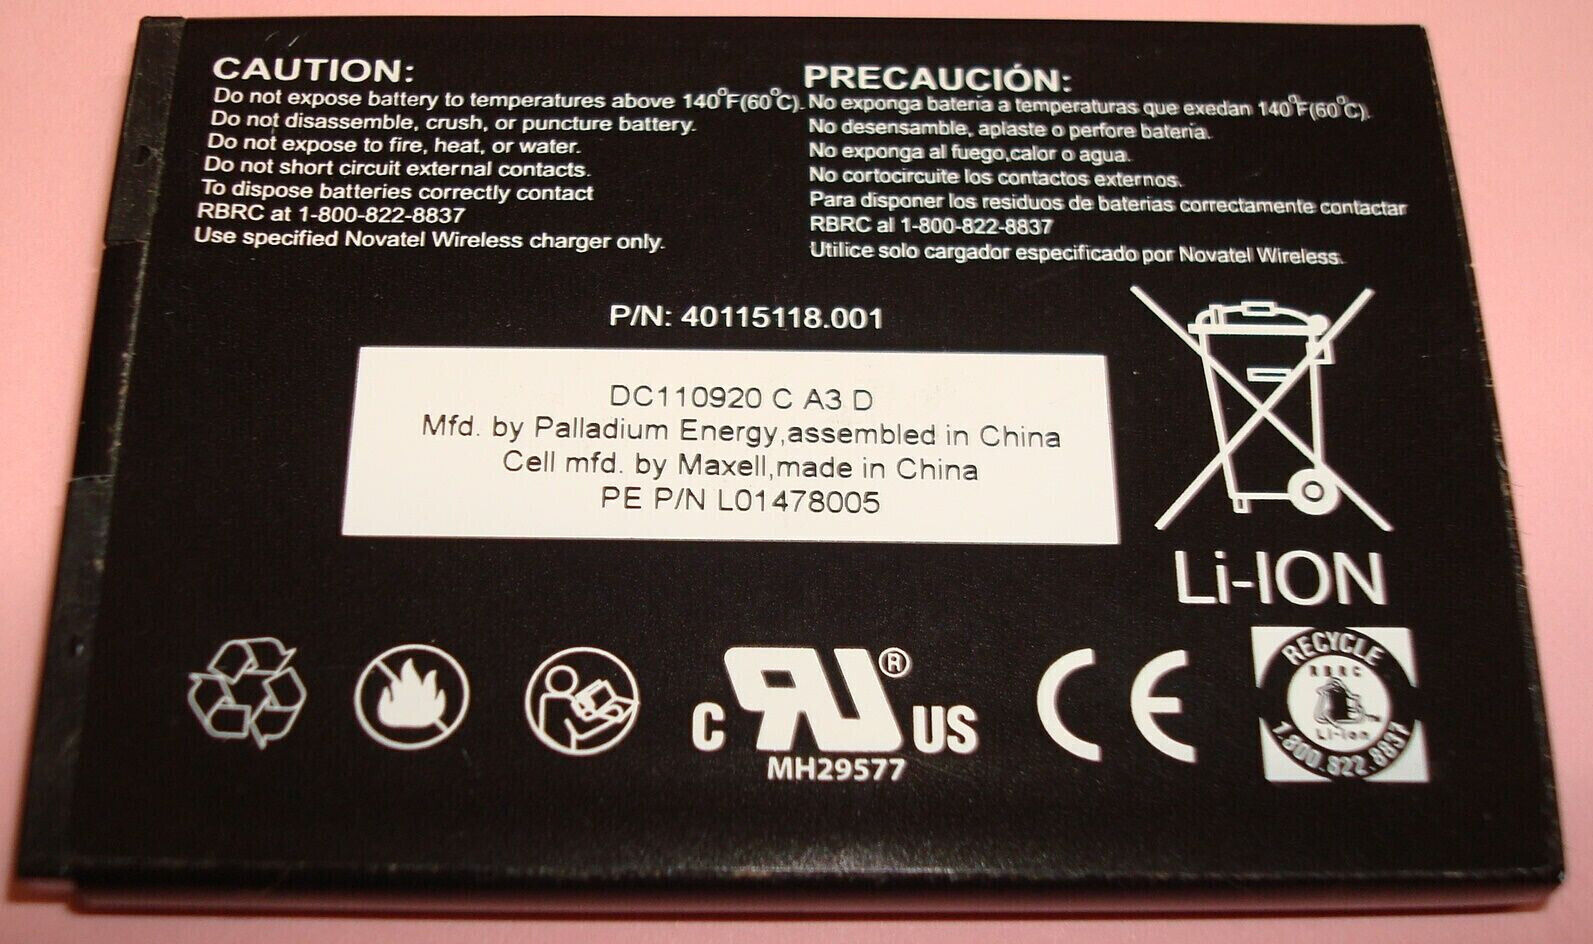 CAUTION:
Do not expose battery to temperatures above 140°F(60°C).
Do not disassemble, crush, or puncture battery.
Do not expose to fire, heat, or water.
Do not short circuit external contacts.
To dispose batteries correctly contact
RBRC at 1-800-822-8837
Use specified Novatel Wireless charger only.
PRECAUCIÓN:
No exponga batería a temperaturas que exedan 140°F(60°C).
No desensamble, aplaste o perfore batería.
No exponga al fuego,calor o agua.
No cortocircuite los contactos externos.
Para disponer los residuos de baterias correctamente contactar
RBRC al 1-800-822-8837
Utilice solo cargador especificado por Novatel Wireless.
P/N: 40115118.001
DC110920 C A3 D
Mfd. by Palladium Energy,assembled in China
Cell mfd. by Maxell,made in China
PE P/N L01478005
Li-ION
C RU® US
MH29577
CE
RECYCLE
RBRC
Li-Ion
1.800.822.8837